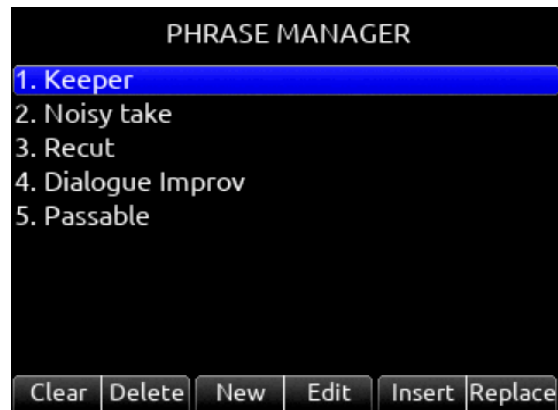 PHRASE MANAGER
1. Keeper
2. Noisy take
3. Recut
4. Dialogue Improv
5. Passable
Clear Delete New Edit Insert Replace